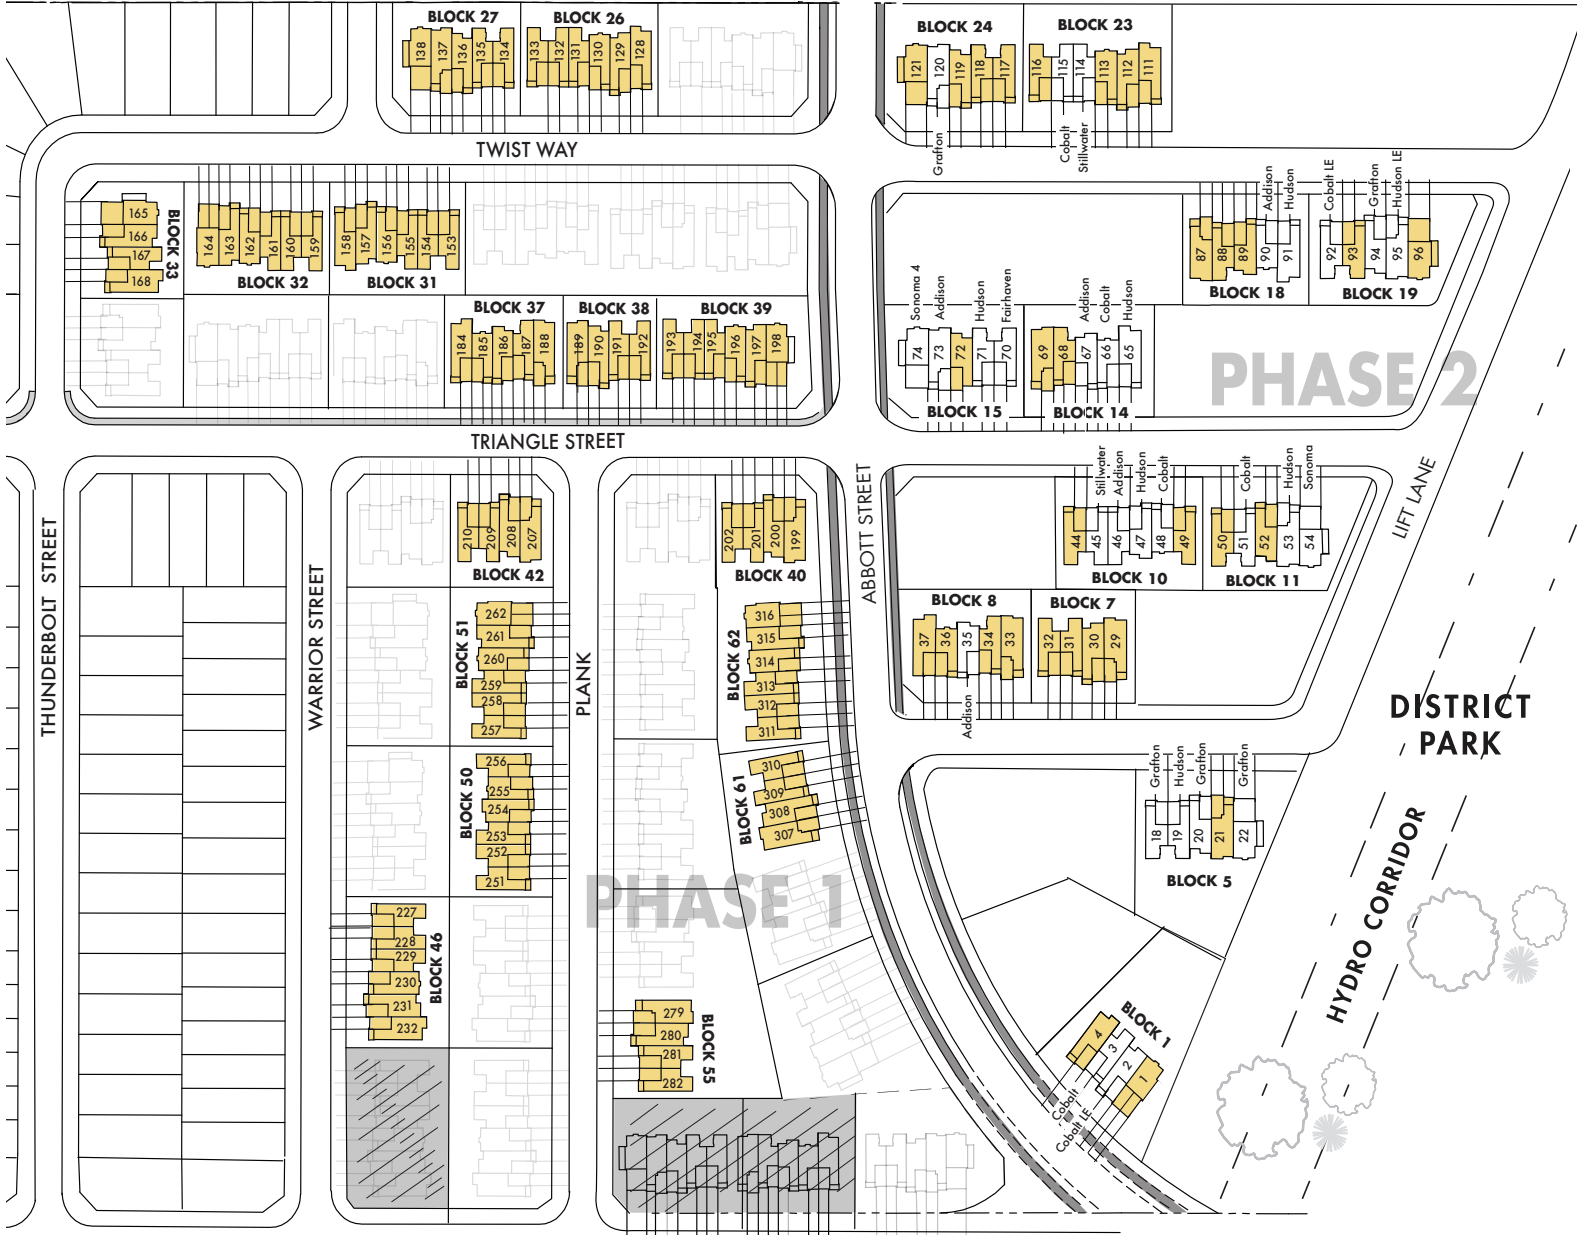 BLOCK 27
BLOCK 26
138
137
136
135
134
133
132
131
130
129
128
BLOCK 24
BLOCK 23
121
120
119
118
117
116
115
114
113
112
111
Grafton
Cobalt
Stillwater
TWIST WAY
165
166
167
168
BLOCK 33
164
163
162
161
160
159
BLOCK 32
158
157
156
155
154
153
BLOCK 31
Addison
Hudson
Cobalt LE
Grafton
Hudson LE
87
88
89
90
91
BLOCK 18
92
93
94
95
96
BLOCK 19
BLOCK 37
BLOCK 38
BLOCK 39
184
185
186
187
188
189
190
191
192
193
194
195
196
197
198
Sonoma 4
Addison
Hudson
Fairhaven
Addison
Cobalt
Hudson
74
73
72
71
70
BLOCK 15
69
68
67
66
65
BLOCK 14
PHASE 2
TRIANGLE STREET
THUNDERBOLT STREET
WARRIOR STREET
PLANK
ABBOTT STREET
LIFT LANE
210
209
208
207
BLOCK 42
202
201
200
199
BLOCK 40
Stillwater
Addison
Hudson
Cobalt
Cobalt
Hudson
Sonoma
44
45
46
47
48
49
BLOCK 10
50
51
52
53
54
BLOCK 11
BLOCK 51
262
261
260
259
258
257
BLOCK 62
316
315
314
313
312
311
BLOCK 8
BLOCK 7
37
36
35
34
33
32
31
30
29
Addison
DISTRICT
PARK
BLOCK 50
256
255
254
253
252
251
BLOCK 61
310
309
308
307
Grafton
Hudson
Grafton
Grafton
18
19
20
21
22
BLOCK 5
PHASE 1
HYDRO CORRIDOR
227
228
229
230
231
232
BLOCK 46
279
280
281
282
BLOCK 55
BLOCK 1
4
3
2
1
Cobalt
Cobalt LE